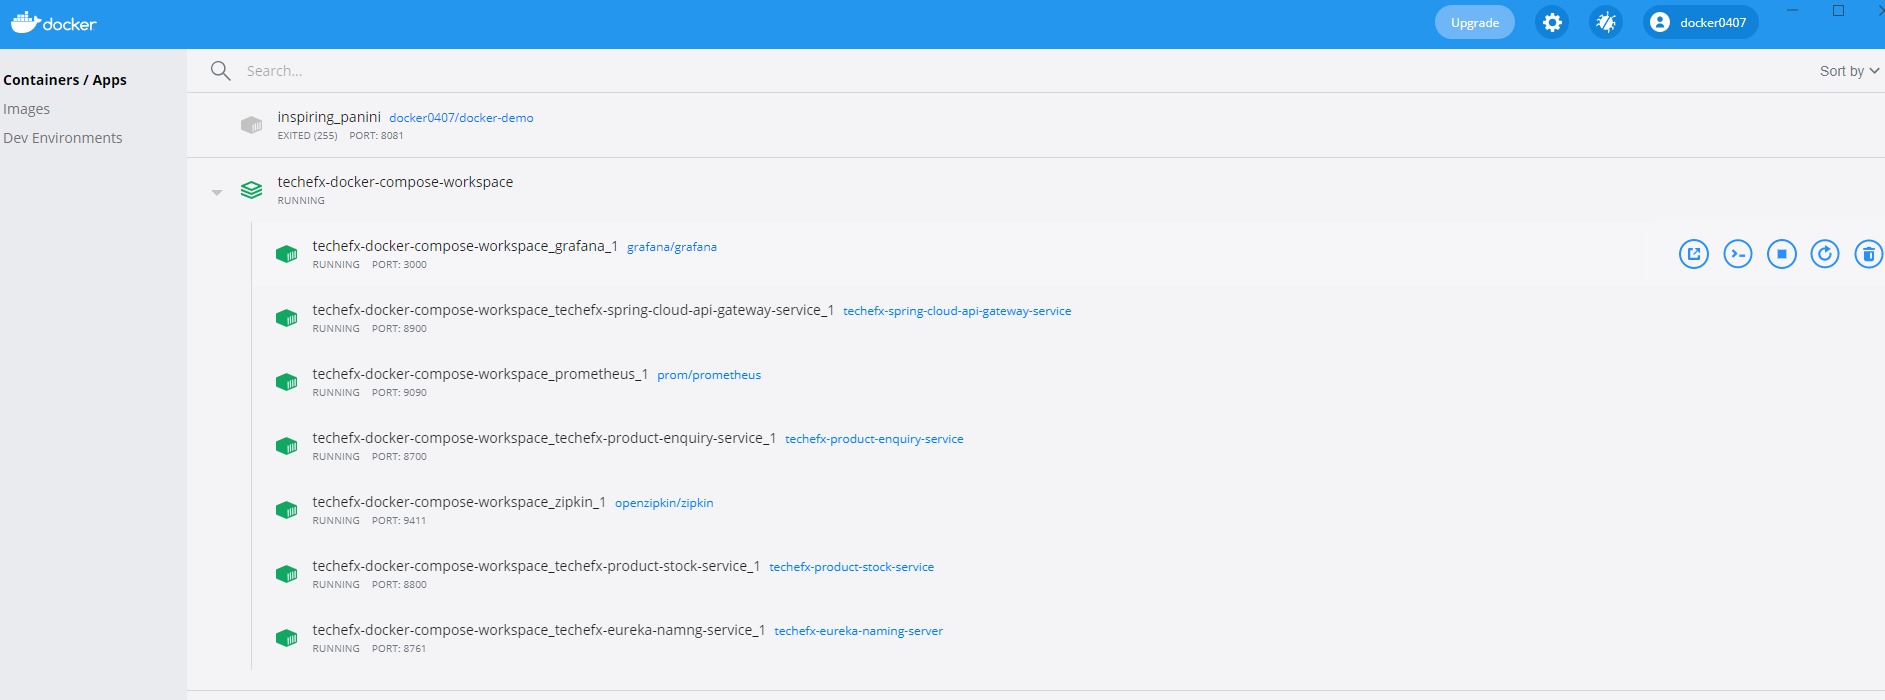 docker
Upgrade
docker0407
Containers / Apps
Images
Dev Environments
Search...
Sort by
inspiring_panini docker0407/docker-demo
EXITED (255) PORT: 8081
techefx-docker-compose-workspace
RUNNING
techefx-docker-compose-workspace_grafana_1 grafana/grafana
RUNNING PORT: 3000
techefx-docker-compose-workspace_techefx-spring-cloud-api-gateway-service_1 techefx-spring-cloud-api-gateway-service
RUNNING PORT: 8900
techefx-docker-compose-workspace_prometheus_1 prom/prometheus
RUNNING PORT: 9090
techefx-docker-compose-workspace_techefx-product-enquiry-service_1 techefx-product-enquiry-service
RUNNING PORT: 8700
techefx-docker-compose-workspace_zipkin_1 openzipkin/zipkin
RUNNING PORT: 9411
techefx-docker-compose-workspace_techefx-product-stock-service_1 techefx-product-stock-service
RUNNING PORT: 8800
techefx-docker-compose-workspace_techefx-eureka-namng-service_1 techefx-eureka-naming-server
RUNNING PORT: 8761